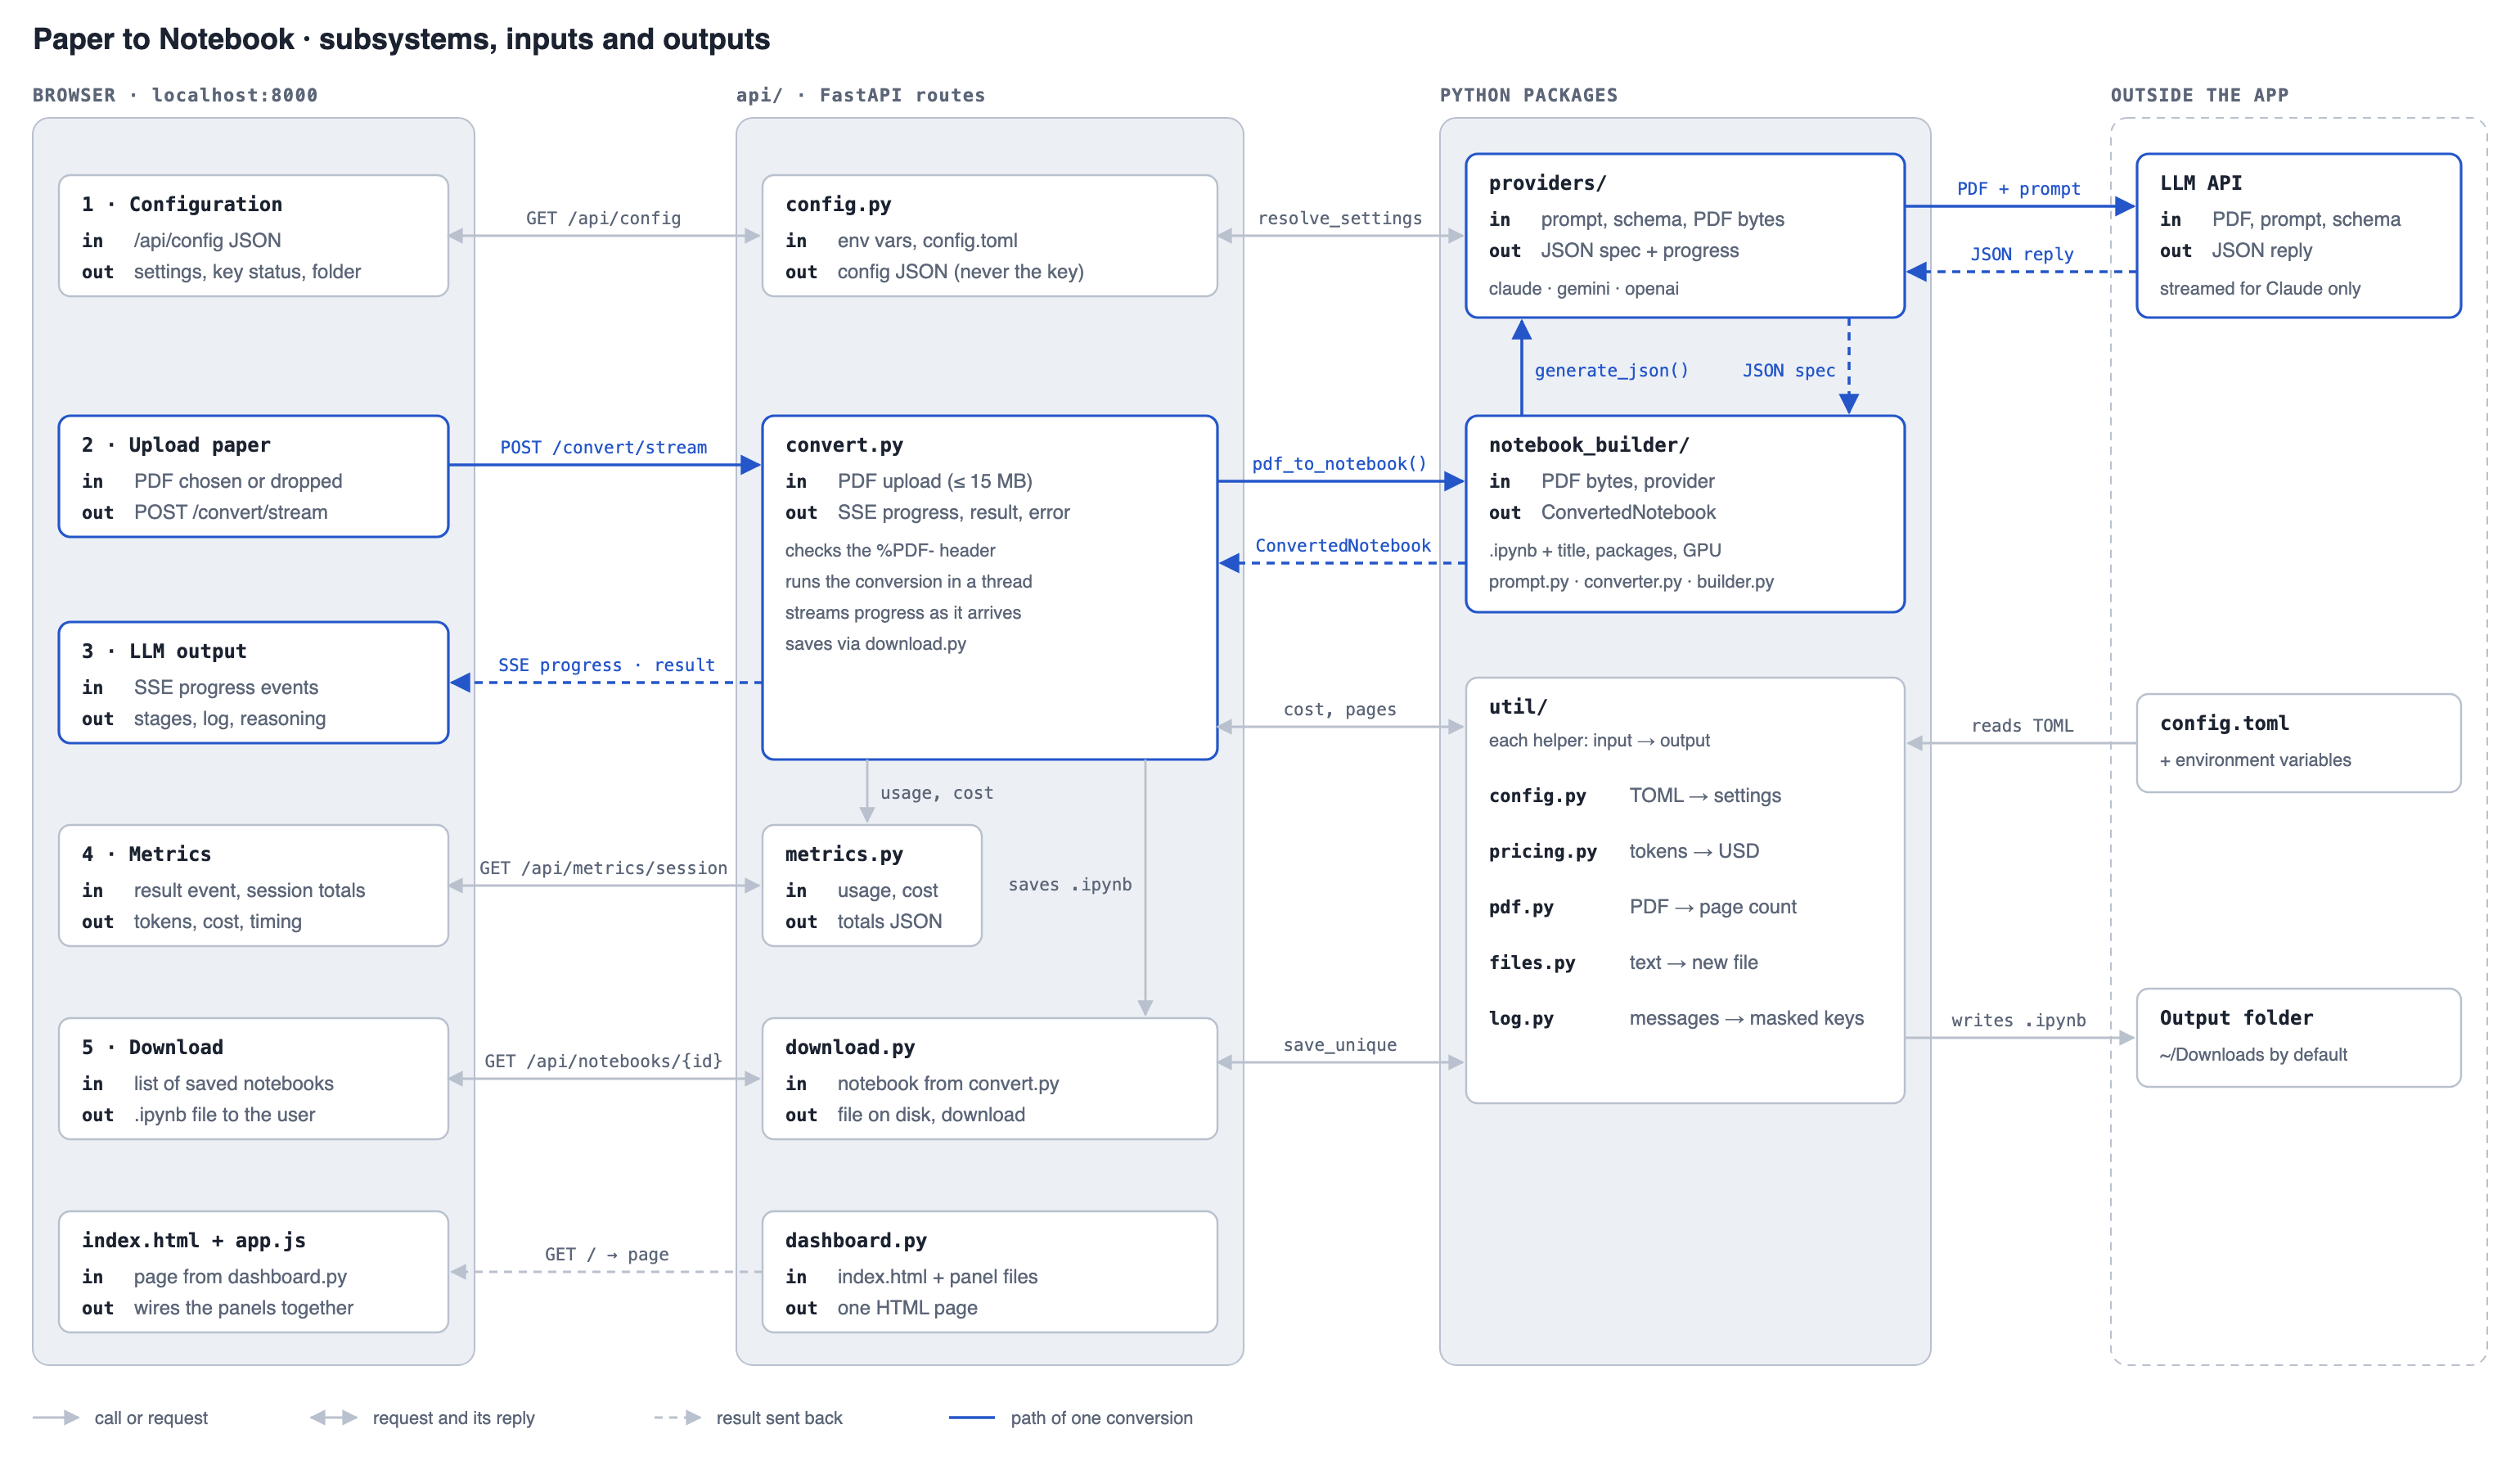 Paper to Notebook · subsystems, inputs and outputs
BROWSER · localhost:8000
1 · Configuration
in /api/config JSON
out settings, key status, folder
2 · Upload paper
in PDF chosen or dropped
out POST /convert/stream
3 · LLM output
in SSE progress events
out stages, log, reasoning
4 · Metrics
in result event, session totals
out tokens, cost, timing
5 · Download
in list of saved notebooks
out .ipynb file to the user
index.html + app.js
in page from dashboard.py
out wires the panels together
GET /api/config
POST /convert/stream
SSE progress · result
GET /api/metrics/session
GET /api/notebooks/{id}
GET / → page
api/ · FastAPI routes
config.py
in env vars, config.toml
out config JSON (never the key)
convert.py
in PDF upload (≤ 15 MB)
out SSE progress, result, error
checks the %PDF- header
runs the conversion in a thread
streams progress as it arrives
saves via download.py
usage, cost
metrics.py
in usage, cost
out totals JSON
saves .ipynb
download.py
in notebook from convert.py
out file on disk, download
dashboard.py
in index.html + panel files
out one HTML page
resolve_settings
pdf_to_notebook()
ConvertedNotebook
cost, pages
save_unique
PYTHON PACKAGES
providers/
in prompt, schema, PDF bytes
out JSON spec + progress
claude · gemini · openai
generate_json()
JSON spec
notebook_builder/
in PDF bytes, provider
out ConvertedNotebook
.ipynb + title, packages, GPU
prompt.py · converter.py · builder.py
util/
each helper: input → output
config.py TOML → settings
pricing.py tokens → USD
pdf.py PDF → page count
files.py text → new file
log.py messages → masked keys
PDF + prompt
JSON reply
reads TOML
writes .ipynb
OUTSIDE THE APP
LLM API
in PDF, prompt, schema
out JSON reply
streamed for Claude only
config.toml
+ environment variables
Output folder
~/Downloads by default
call or request
request and its reply
result sent back
path of one conversion